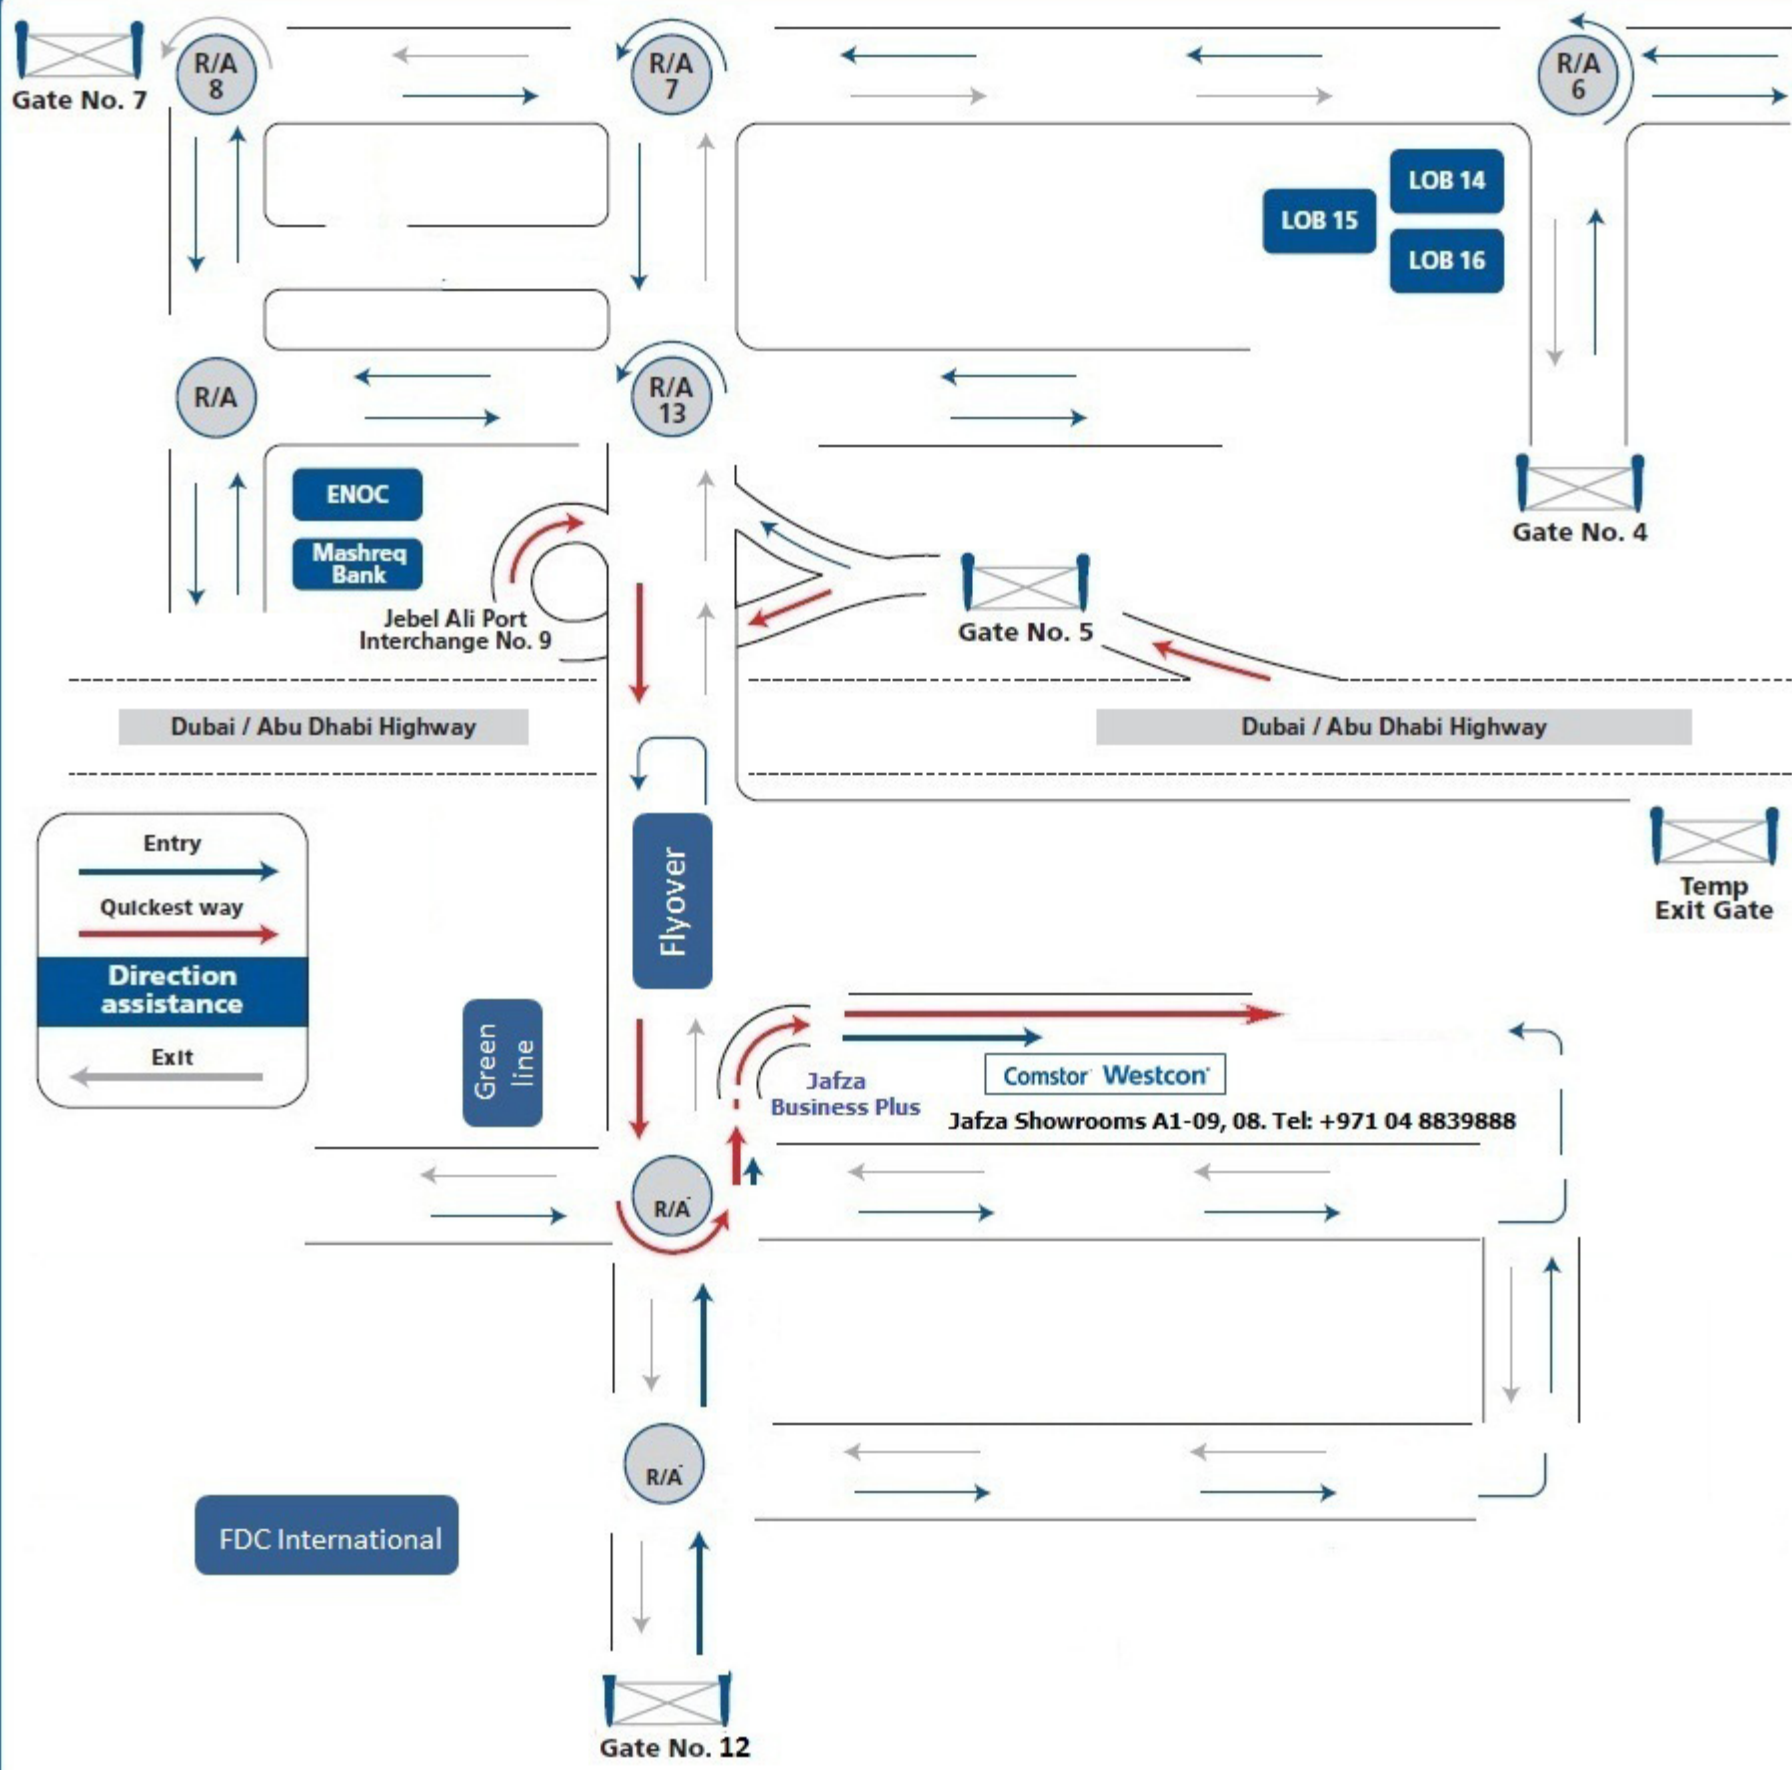 R/A
8
R/A
7
R/A
6
Gate No. 7
LOB 14
LOB 15
LOB 16
R/A
R/A
13
ENOC
Mashreq
Bank
Gate No. 4
Jebel Ali Port
Interchange No. 9
Gate No. 5
Dubai / Abu Dhabi Highway
Dubai / Abu Dhabi Highway
Entry
Quickest way
Direction
assistance
Exit
Flyover
Temp
Exit Gate
Green
line
Jafza
Business Plus
Comstor Westcon
Jafza Showrooms A1-09, 08. Tel: +971 04 8839888
R/A
R/A
FDC International
Gate No. 12